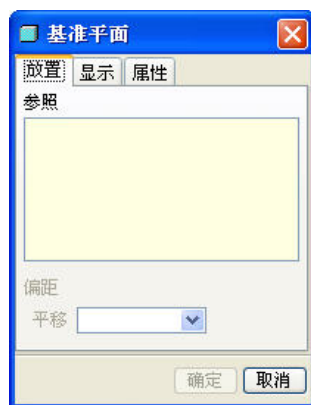 基准平面
放置 显示 属性
参照
偏距
平移
确定 取消